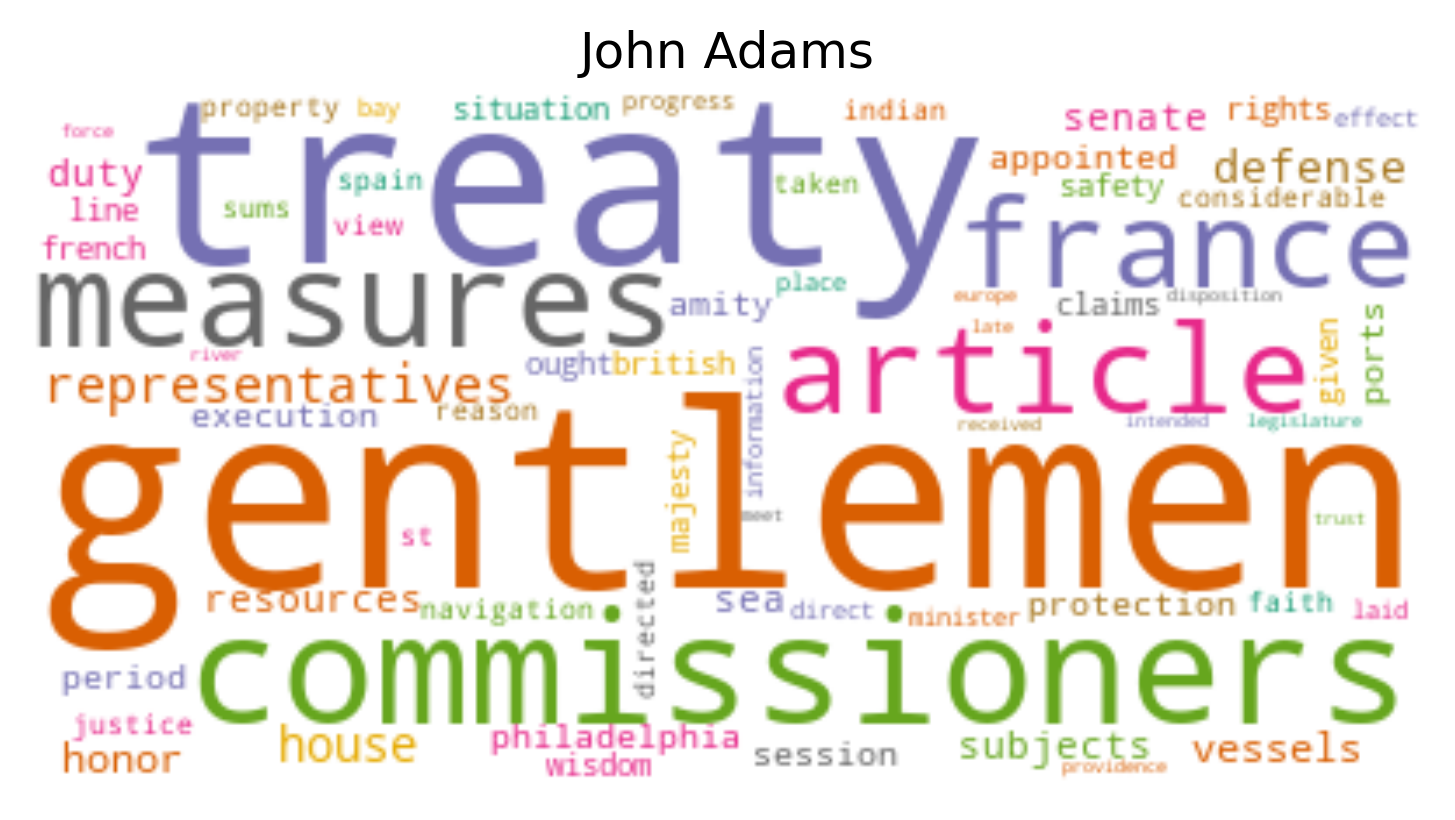 John Adams
property bay situation progress indian senate rights effect
force treaty appointed defense
duty spain taken safety considerable
line sums view france
french
measures amity place europe claims disposition
river late article given ports
representatives ought british information
execution reason received intended legislature
gentlemen majesty meet trust
st
resources navigation directed sea direct minister protection faith laid
period commissioners
justice
honor house philadelphia session subjects vessels
wisdom providence